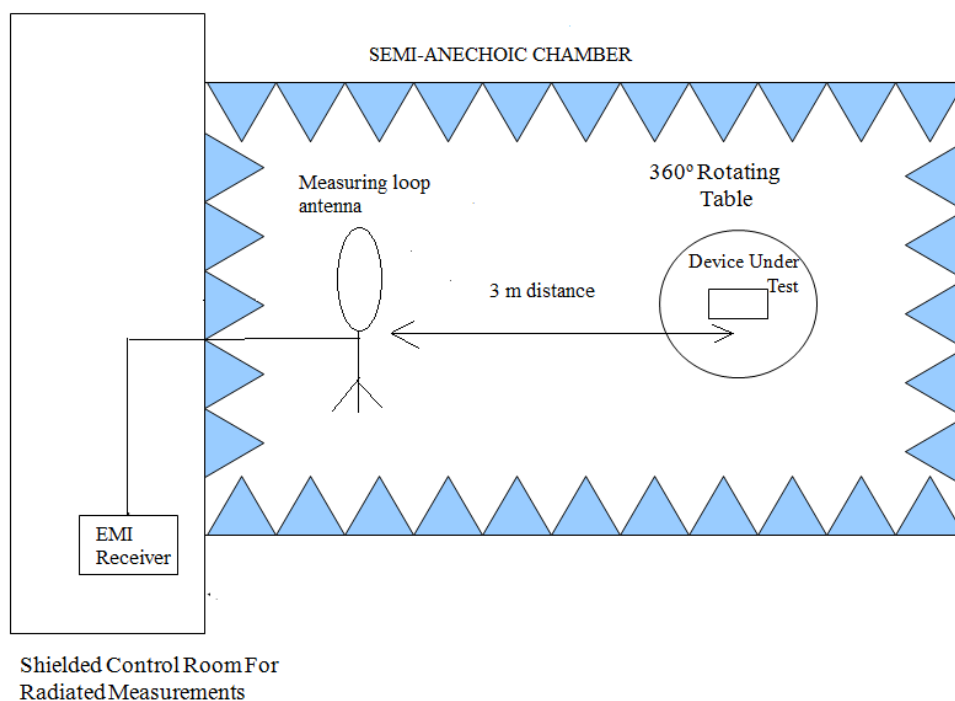 SEMI-ANECHOIC CHAMBER
Measuring loop
antenna
360º Rotating
Table
Device Under
Test
3 m distance
EMI
Receiver
Shielded Control Room For
Radiated Measurements